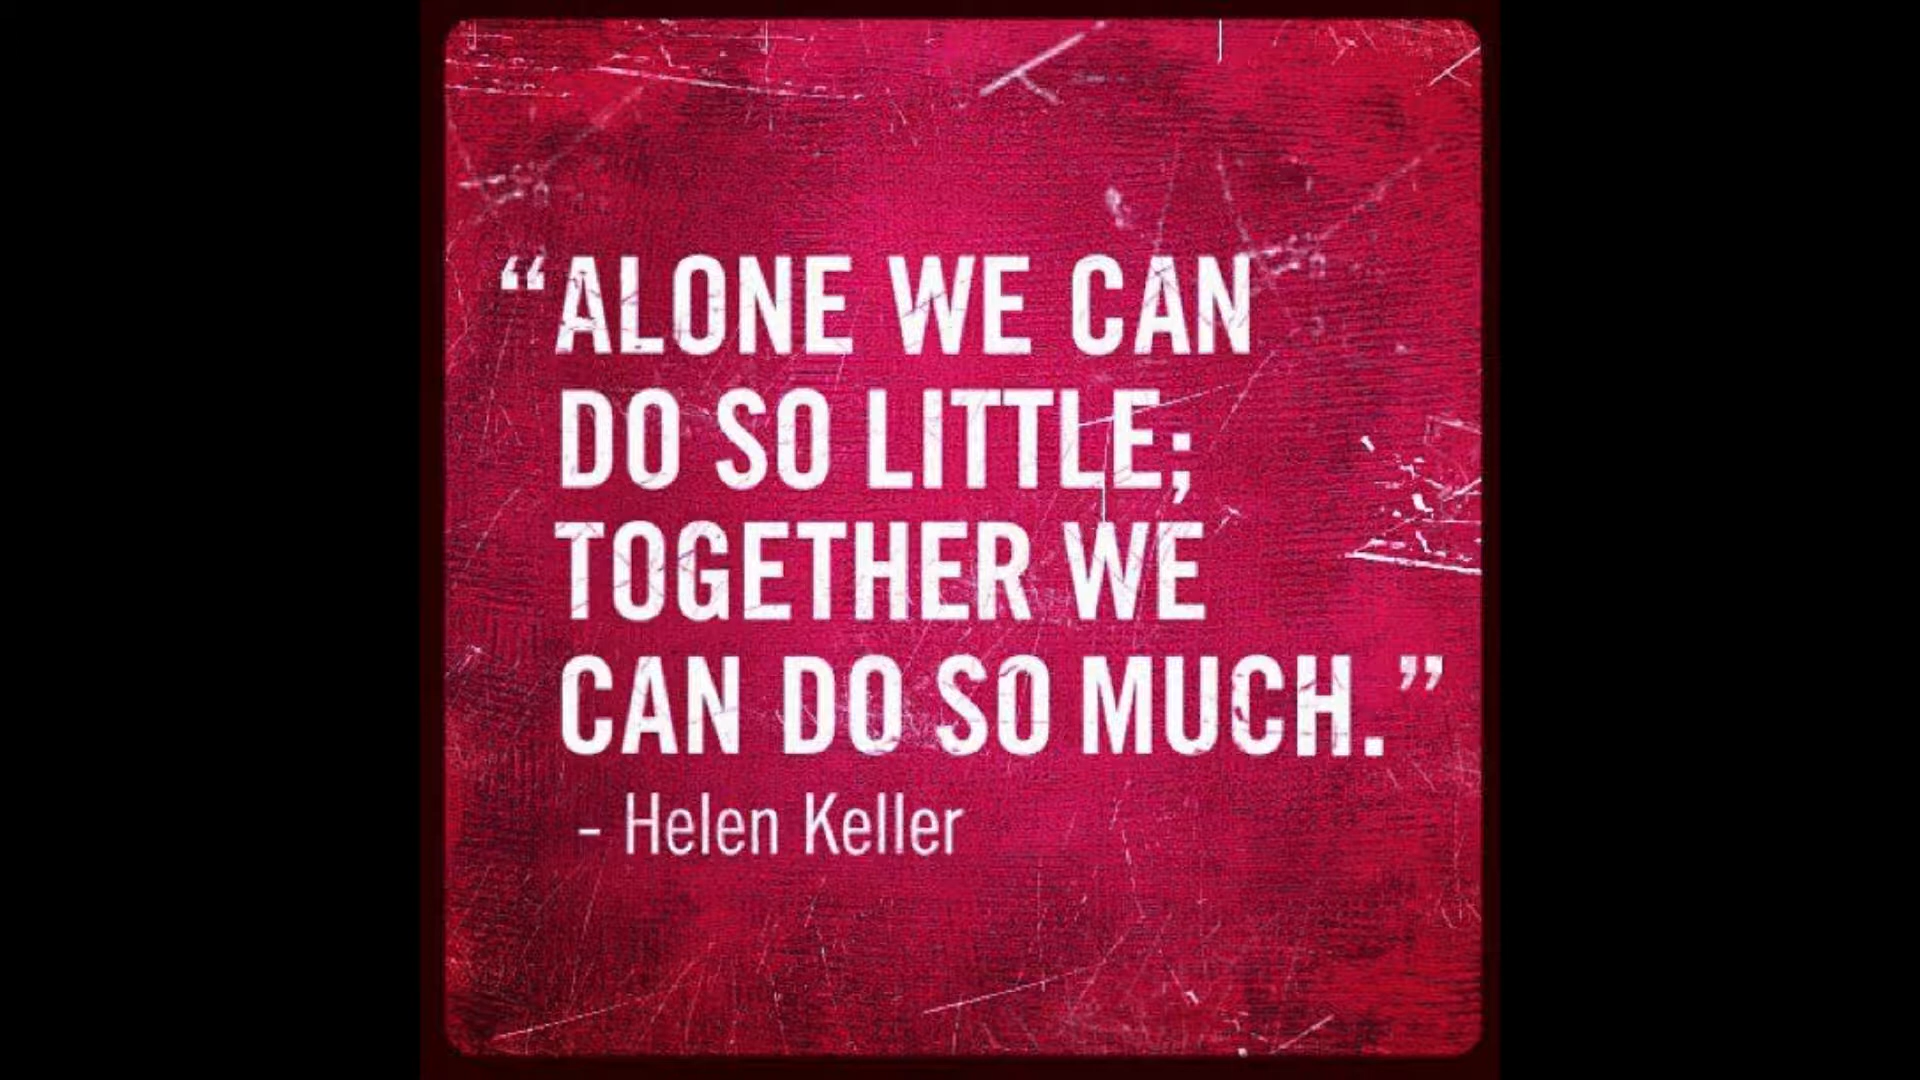 “ALONE WE CAN
DO SO LITTLE;
TOGETHER WE
CAN DO SO MUCH.”
- Helen Keller